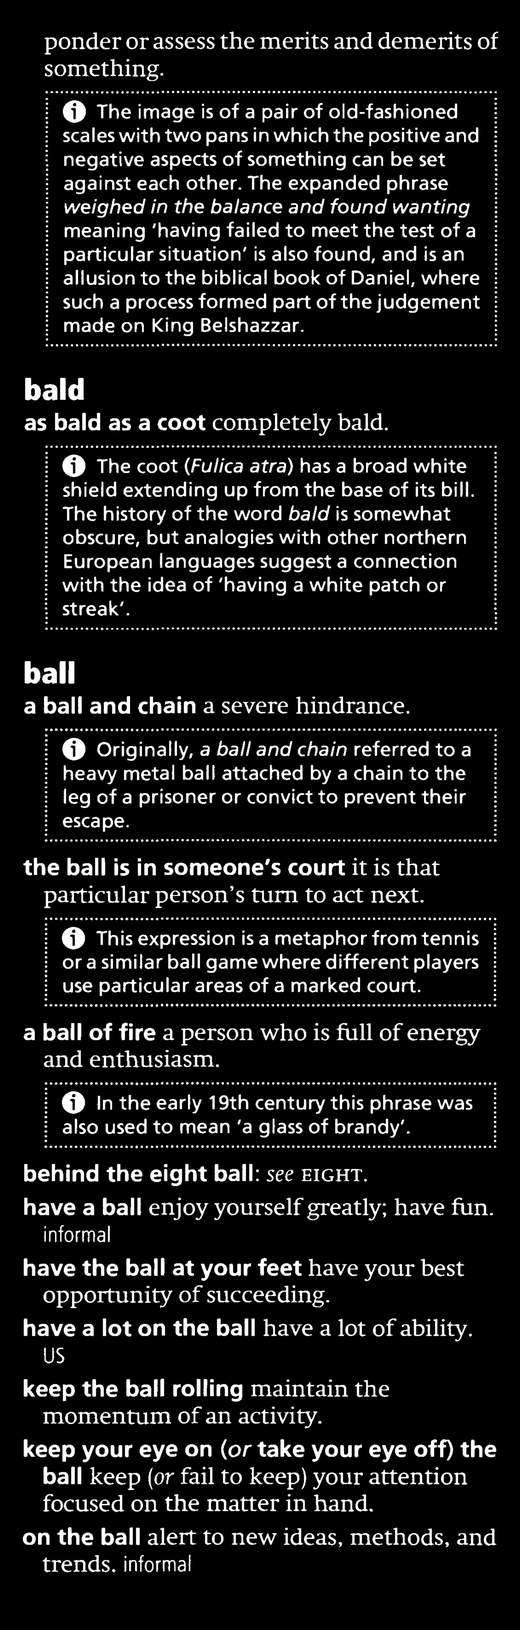 ponder or assess the merits and demerits of
something.
ⓘ The image is of a pair of old-fashioned
scales with two pans in which the positive and
negative aspects of something can be set
against each other. The expanded phrase
weighed in the balance and found wanting
meaning ‘having failed to meet the test of a
particular situation’ is also found, and is an
allusion to the biblical book of Daniel, where
such a process formed part of the judgement
made on King Belshazzar.
bald
as bald as a coot completely bald.
ⓘ The coot (Fulica atra) has a broad white
shield extending up from the base of its bill.
The history of the word bald is somewhat
obscure, but analogies with other northern
European languages suggest a connection
with the idea of ‘having a white patch or
streak’.
ball
a ball and chain a severe hindrance.
ⓘ Originally, a ball and chain referred to a
heavy metal ball attached by a chain to the
leg of a prisoner or convict to prevent their
escape.
the ball is in someone’s court it is that
particular person’s turn to act next.
ⓘ This expression is a metaphor from tennis
or a similar ball game where different players
use particular areas of a marked court.
a ball of fire a person who is full of energy
and enthusiasm.
ⓘ In the early 19th century this phrase was
also used to mean ‘a glass of brandy’.
behind the eight ball: see EIGHT.
have a ball enjoy yourself greatly; have fun.
informal
have the ball at your feet have your best
opportunity of succeeding.
have a lot on the ball have a lot of ability.
US
keep the ball rolling maintain the
momentum of an activity.
keep your eye on (or take your eye off) the
ball keep (or fail to keep) your attention
focused on the matter in hand.
on the ball alert to new ideas, methods, and
trends. informal